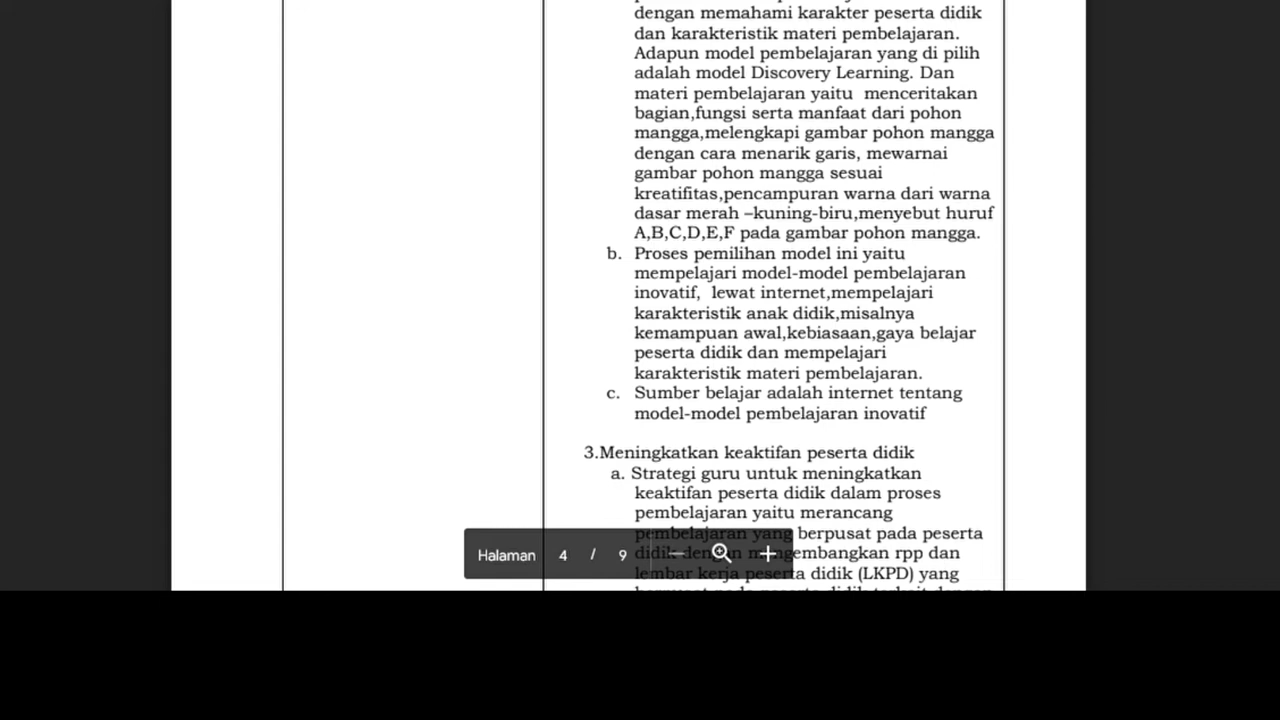 dengan memahami karakter peserta didik
dan karakteristik materi pembelajaran.
Adapun model pembelajaran yang di pilih
adalah model Discovery Learning. Dan
materi pembelajaran yaitu  menceritakan
bagian,fungsi serta manfaat dari pohon
mangga,melengkapi gambar pohon mangga
dengan cara menarik garis, mewarnai
gambar pohon mangga sesuai
kreatifitas,pencampuran warna dari warna
dasar merah –kuning-biru,menyebut huruf
A,B,C,D,E,F pada gambar pohon mangga.
b. Proses pemilihan model ini yaitu
mempelajari model-model pembelajaran
inovatif,  lewat internet,mempelajari
karakteristik anak didik,misalnya
kemampuan awal,kebiasaan,gaya belajar
peserta didik dan mempelajari
karakteristik materi pembelajaran.
c. Sumber belajar adalah internet tentang
model-model pembelajaran inovatif
3.Meningkatkan keaktifan peserta didik
a. Strategi guru untuk meningkatkan
keaktifan peserta didik dalam proses
pembelajaran yaitu merancang
pembelajaran yang berpusat pada peserta
didik dengan mengembangkan rpp dan
lembar kerja peserta didik (LKPD) yang
Halaman 4 / 9